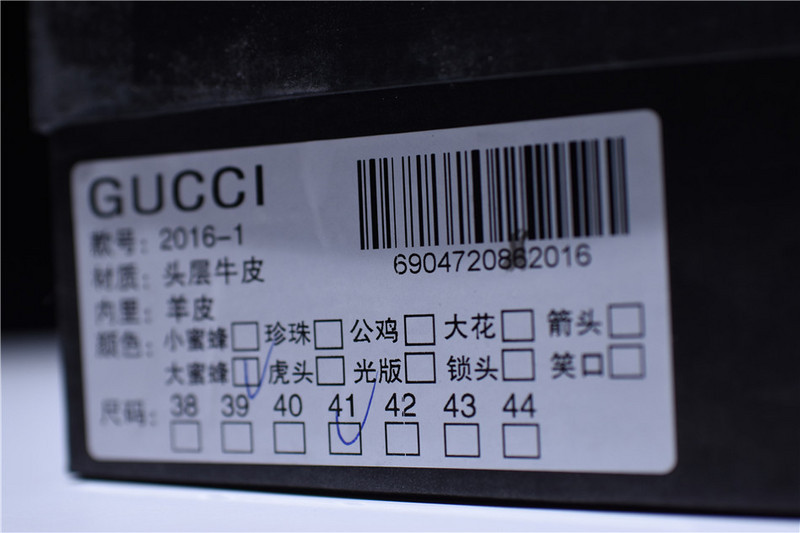 GUCCI
款号: 2016-1
材质: 头层牛皮
内里: 羊皮
颜色: 小蜜蜂 珍珠 公鸡 大花 箭头
大蜜蜂 虎头 光版 锁头 笑口
尺码: 38 39 40 41 42 43 44
6904720862016